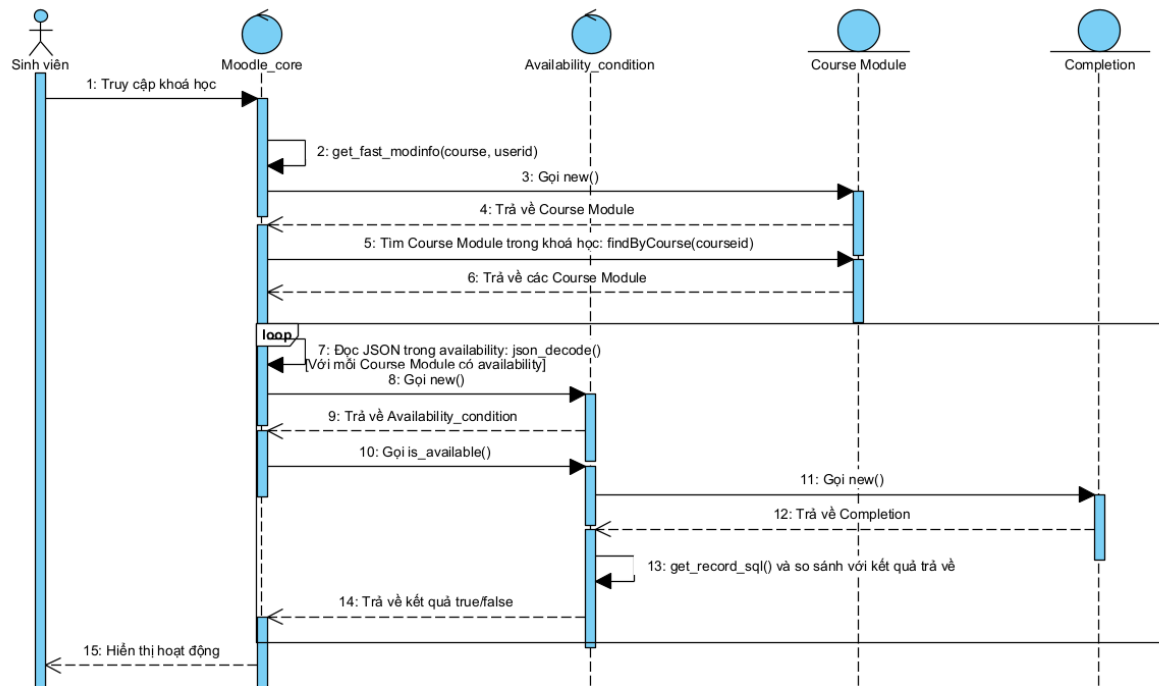 Sinh viên
Moodle_core
Availability_condition
Course Module
Completion
1: Truy cập khoá học
2: get_fast_modinfo(course, userid)
3: Gọi new()
4: Trả về Course Module
5: Tìm Course Module trong khoá học: findByCourse(courseid)
6: Trả về các Course Module
loop
7: Đọc JSON trong availability: json_decode()
[Với mỗi Course Module có availability]
8: Gọi new()
9: Trả về Availability_condition
10: Gọi is_available()
11: Gọi new()
12: Trả về Completion
13: get_record_sql() và so sánh với kết quả trả về
14: Trả về kết quả true/false
15: Hiển thị hoạt động